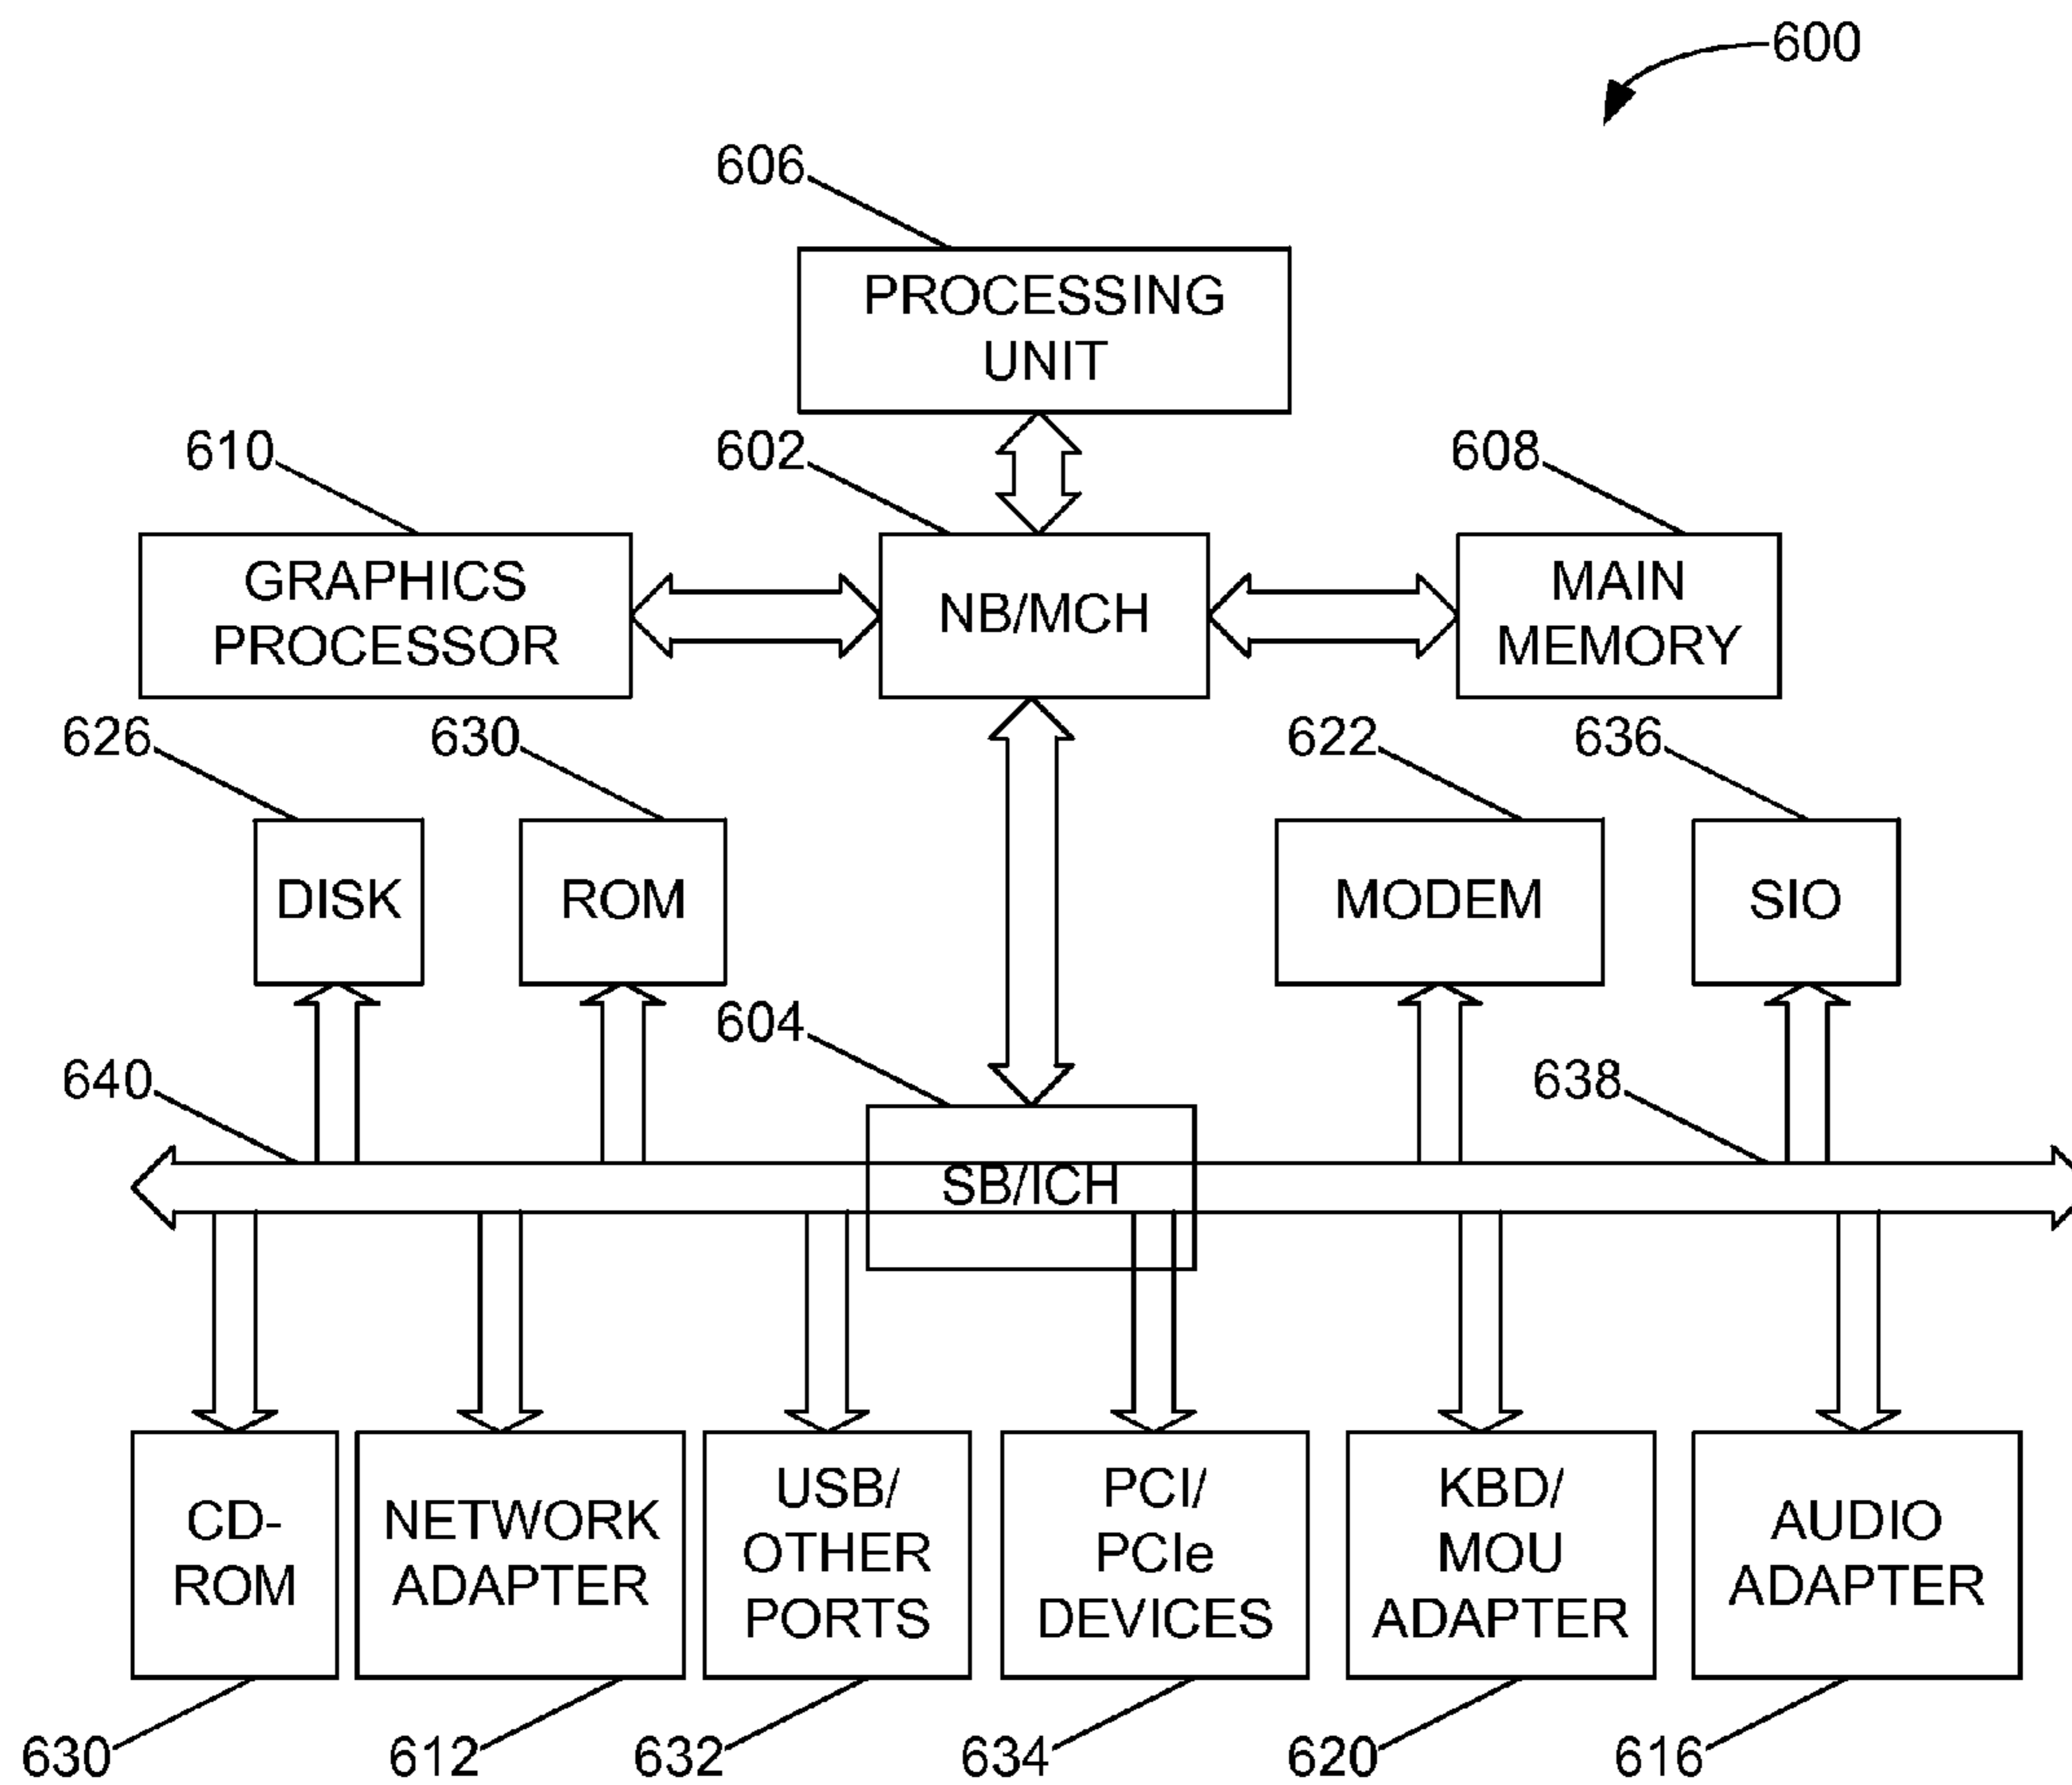 600
606
PROCESSING
UNIT
610
602
608
GRAPHICS
PROCESSOR
NB/MCH
MAIN
MEMORY
626
630
622
636
DISK
ROM
MODEM
SIO
604
640
638
SB/ICH
CD-
ROM
NETWORK
ADAPTER
USB/
OTHER
PORTS
PCI/
PCIe
DEVICES
KBD/
MOU
ADAPTER
AUDIO
ADAPTER
630
612
632
634
620
616